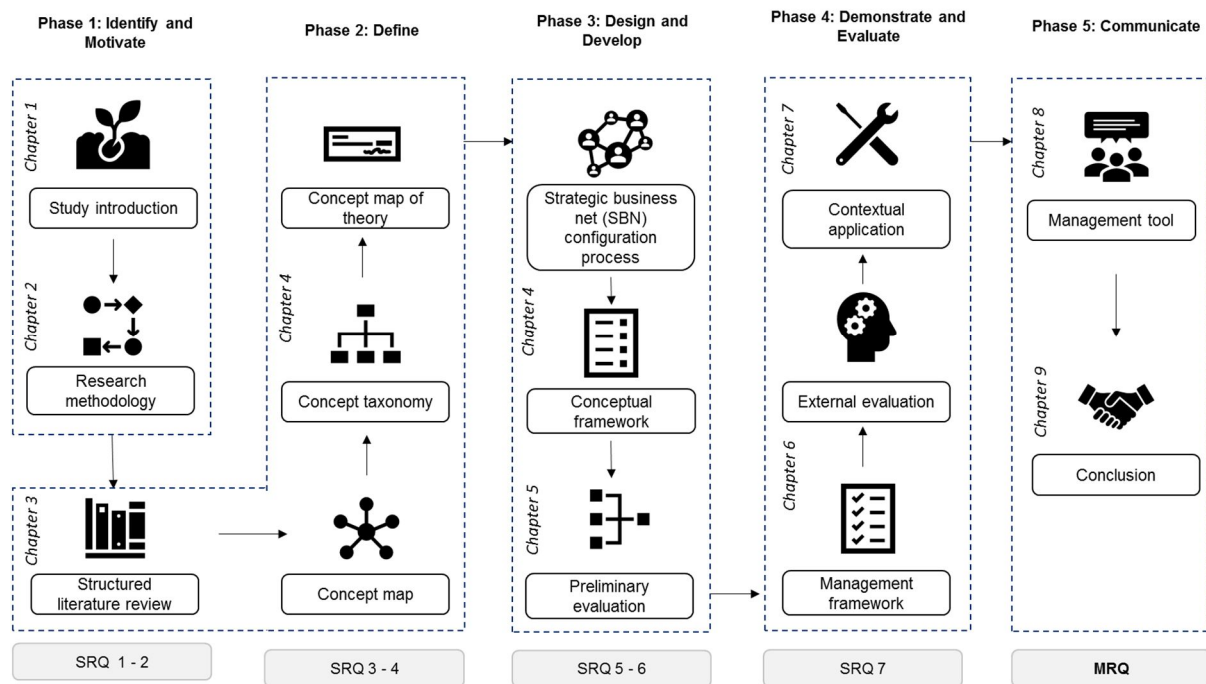 Phase 1: Identify and
Motivate
Phase 2: Define
Phase 3: Design and
Develop
Phase 4: Demonstrate and
Evaluate
Phase 5: Communicate
Chapter 1
Study introduction
Chapter 2
Research
methodology
Chapter 3
Structured
literature review
Concept map of
theory
Chapter 4
Concept taxonomy
Concept map
Strategic business
net (SBN)
configuration
process
Chapter 4
Conceptual
framework
Chapter 5
Preliminary
evaluation
Chapter 7
Contextual
application
External evaluation
Chapter 6
Management
framework
Chapter 8
Management tool
Chapter 9
Conclusion
SRQ 1 - 2
SRQ 3 - 4
SRQ 5 - 6
SRQ 7
MRQ